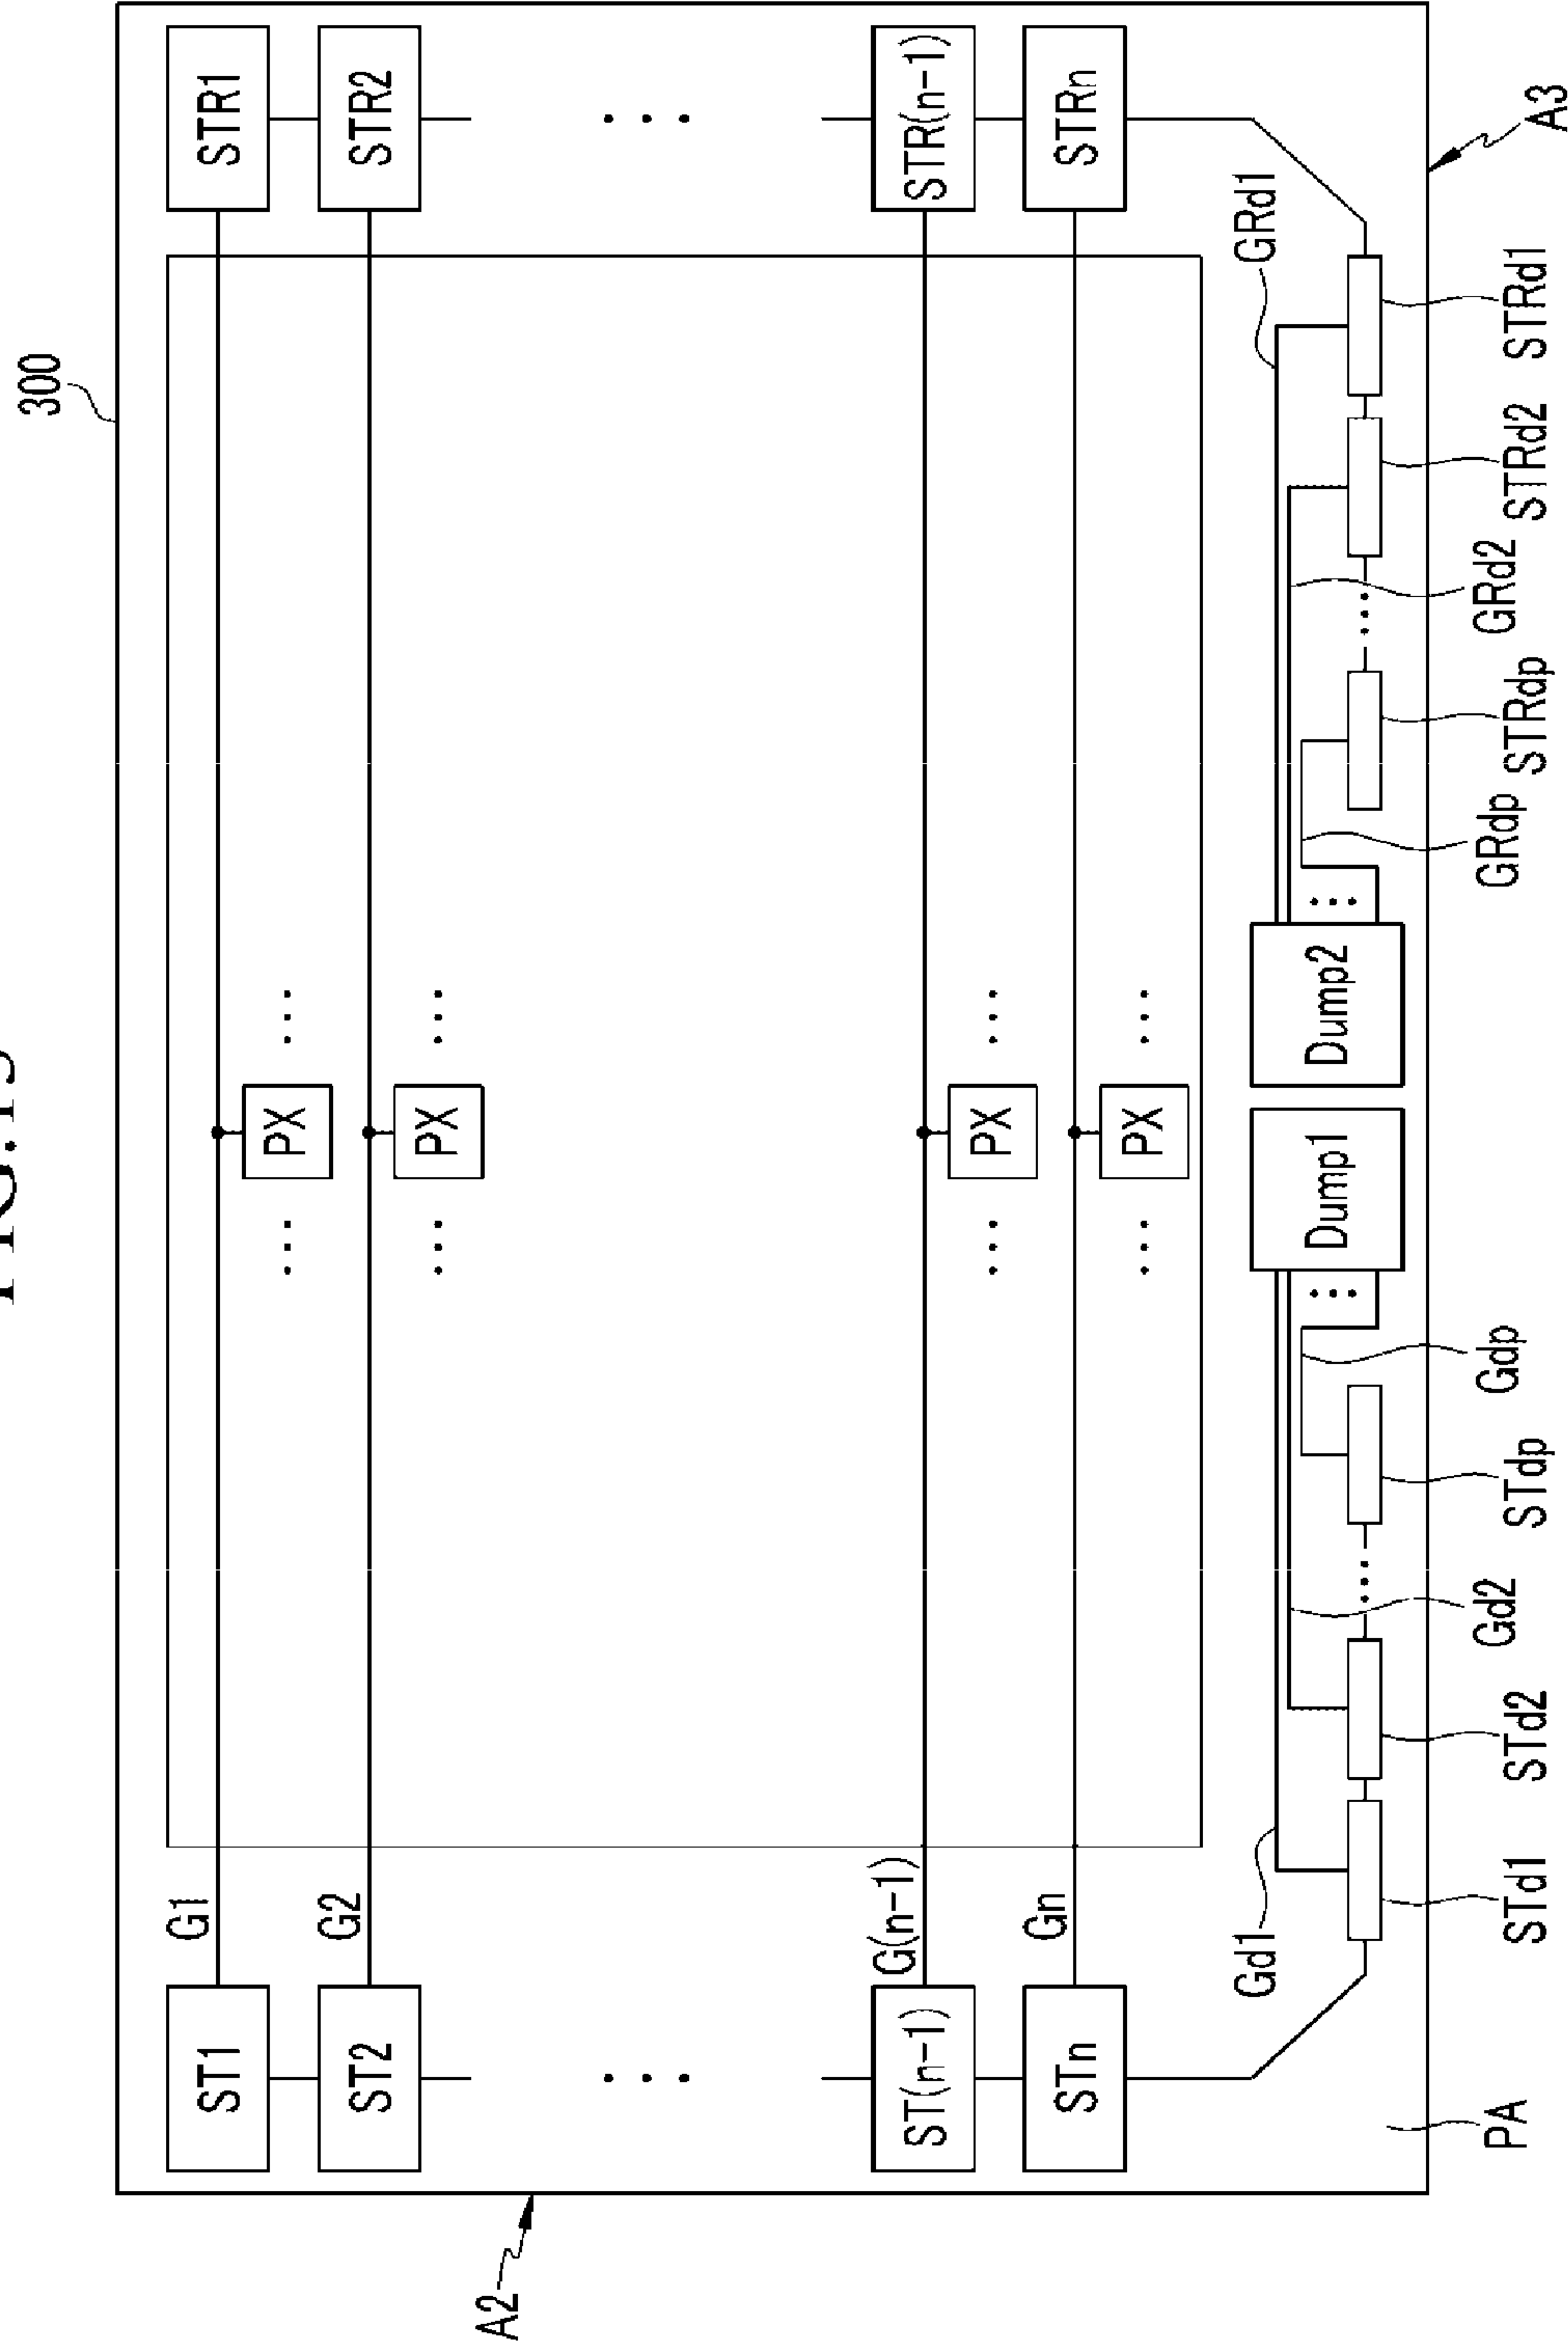 300
G1
ST1
STR1
PX
G2
ST2
STR2
PX
A2
G(n-1)
ST(n-1)
STR(n-1)
PX
Gn
STn
STRn
PX
Gd1
GRd1
Dump1
Dump2
PA
Gd2
Gdp
GRdp
GRd2
STd1
STd2
STdp
STRdp
STRd2
STRd1
A3